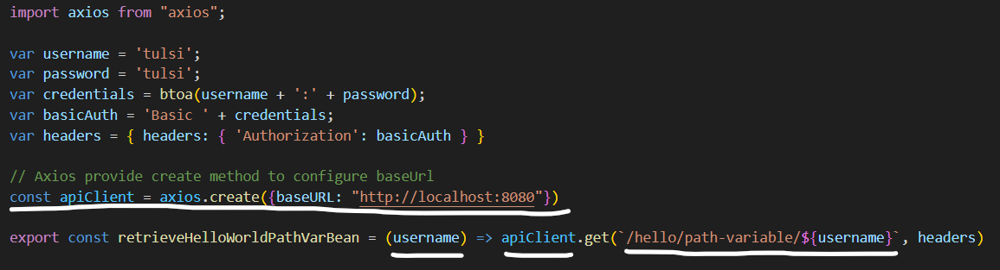 import axios from "axios";
var username = 'tulsi';
var password = 'tulsi';
var credentials = btoa(username + ':' + password);
var basicAuth = 'Basic ' + credentials;
var headers = { headers: { 'Authorization': basicAuth } }
// Axios provide create method to configure baseUrl
const apiClient = axios.create({baseURL: "http://localhost:8080"})
export const retrieveHelloWorldPathVarBean = (username) => apiClient.get(`/hello/path-variable/${username}`, headers)